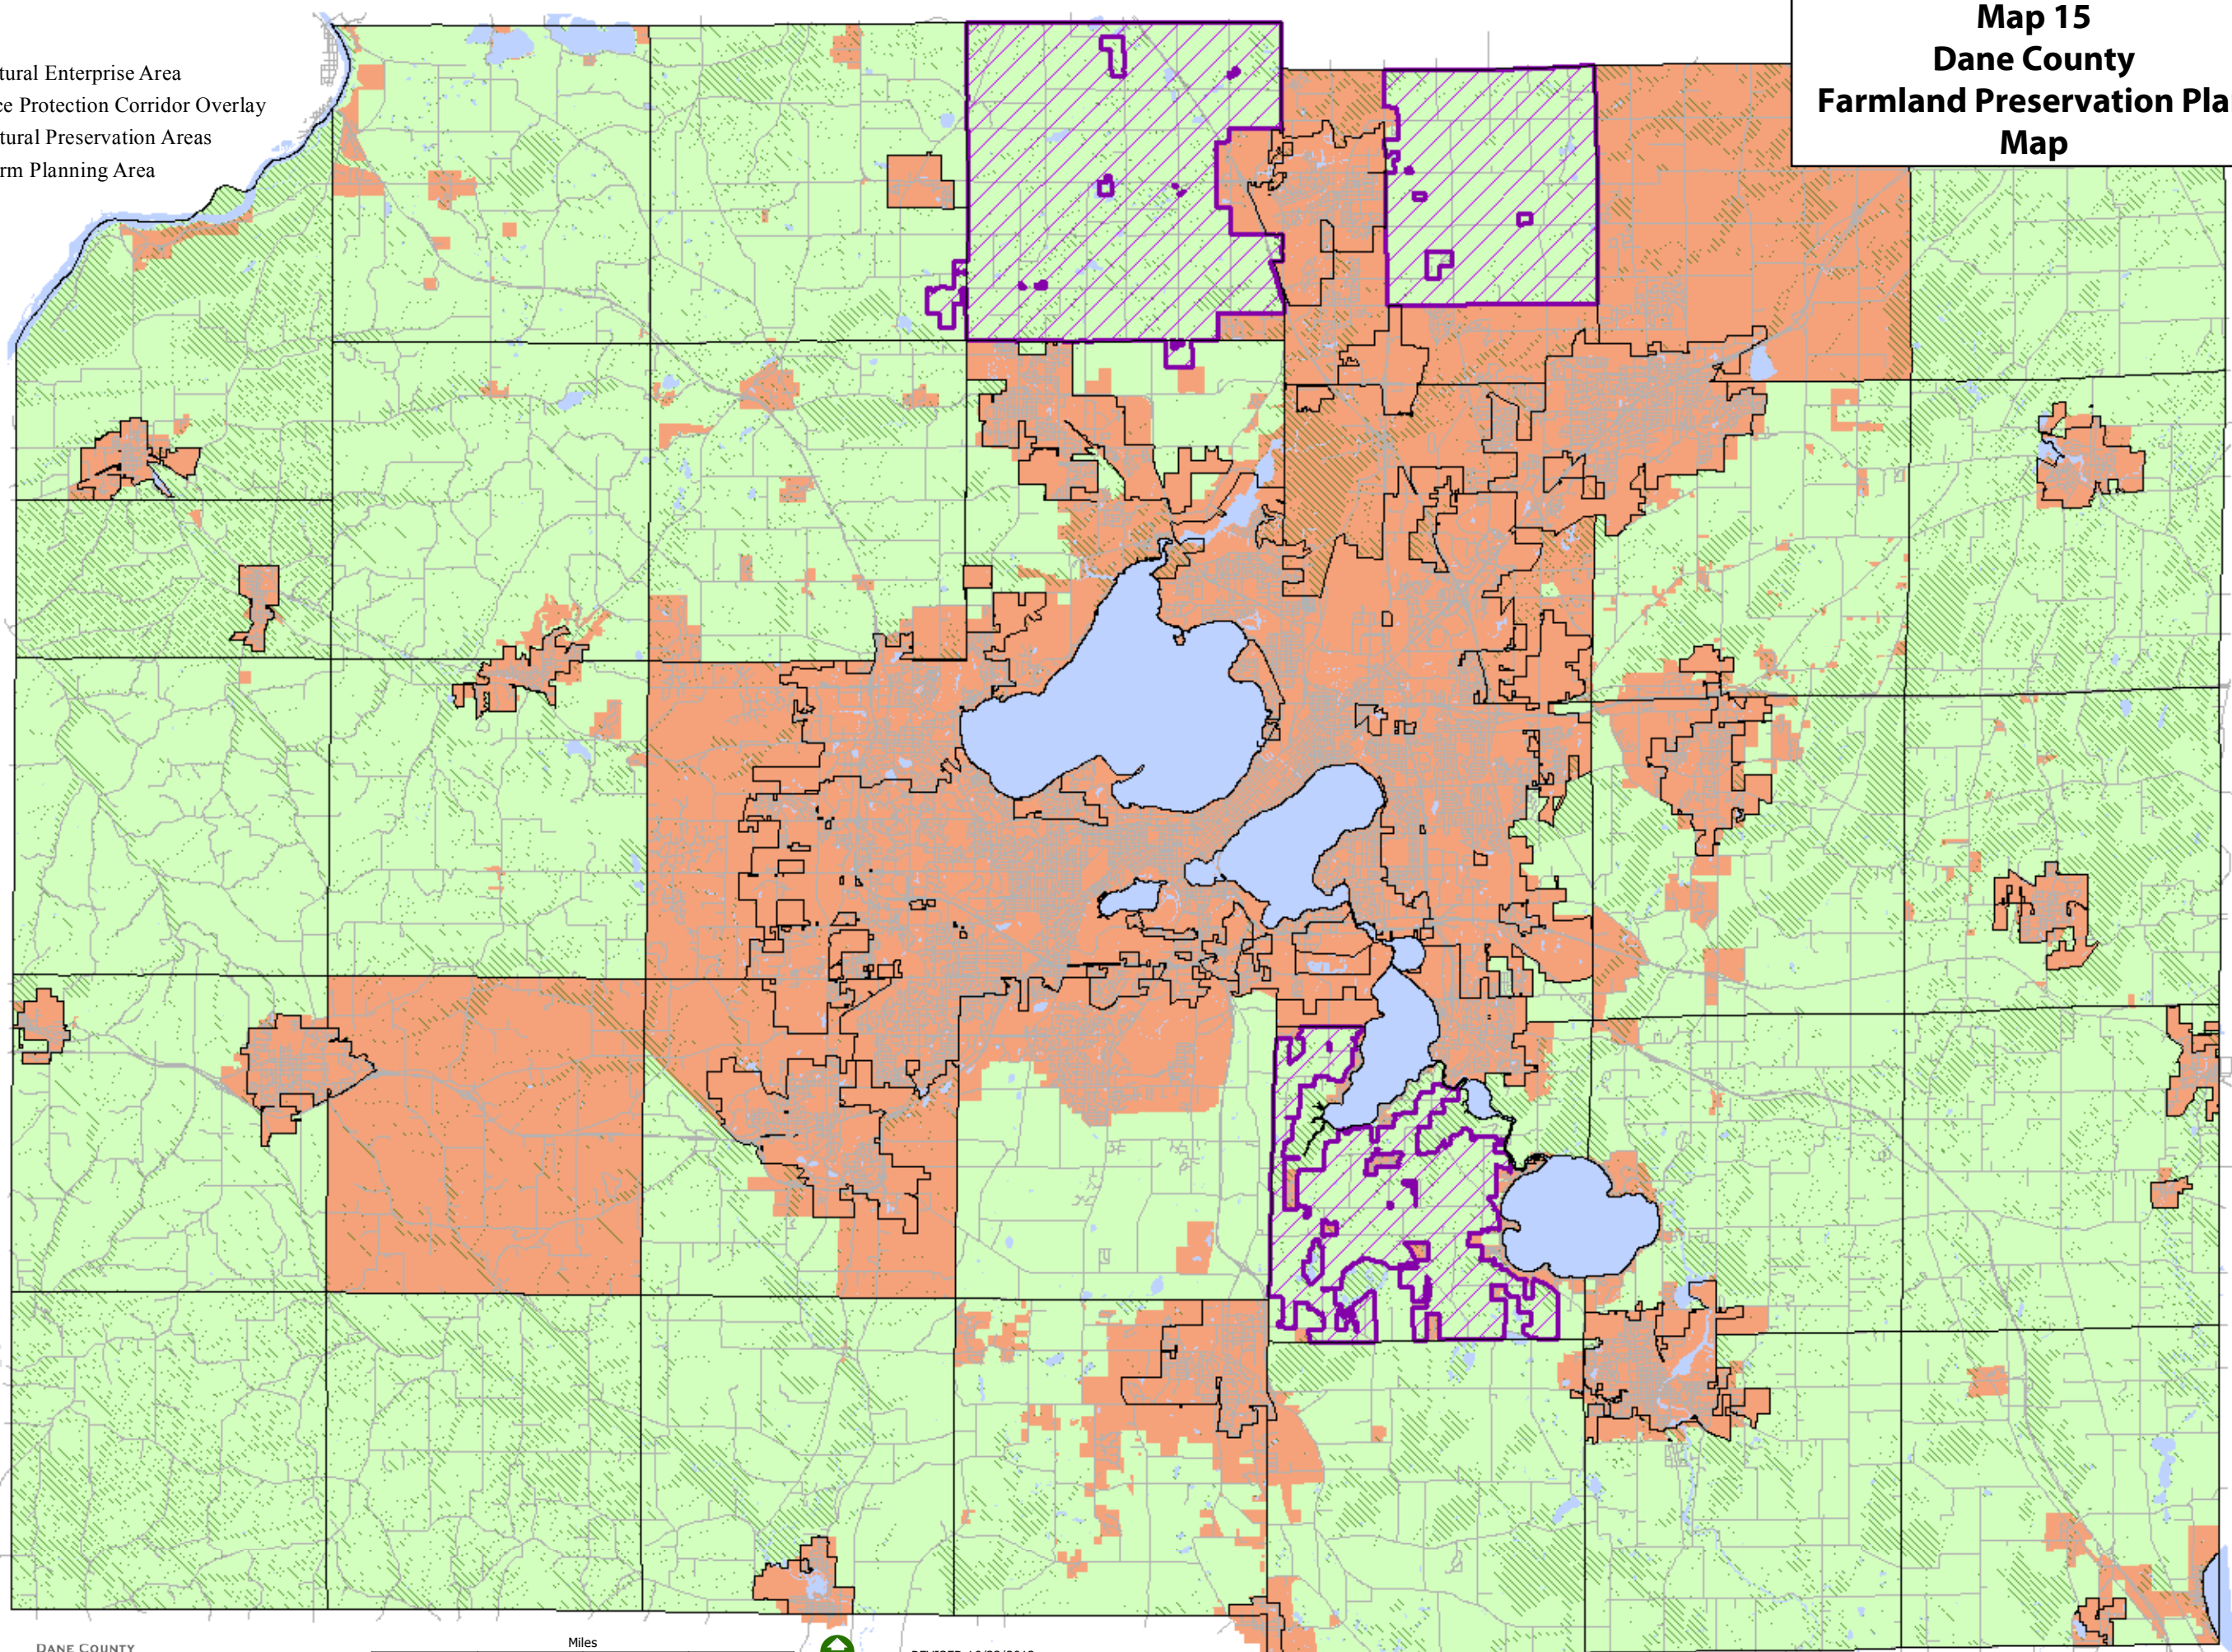 Map 15
Dane County
Farmland Preservation Pla
Map
tural Enterprise Area
ce Protection Corridor Overlay
tural Preservation Areas
rm Planning Area
Miles
DANE COUNTY